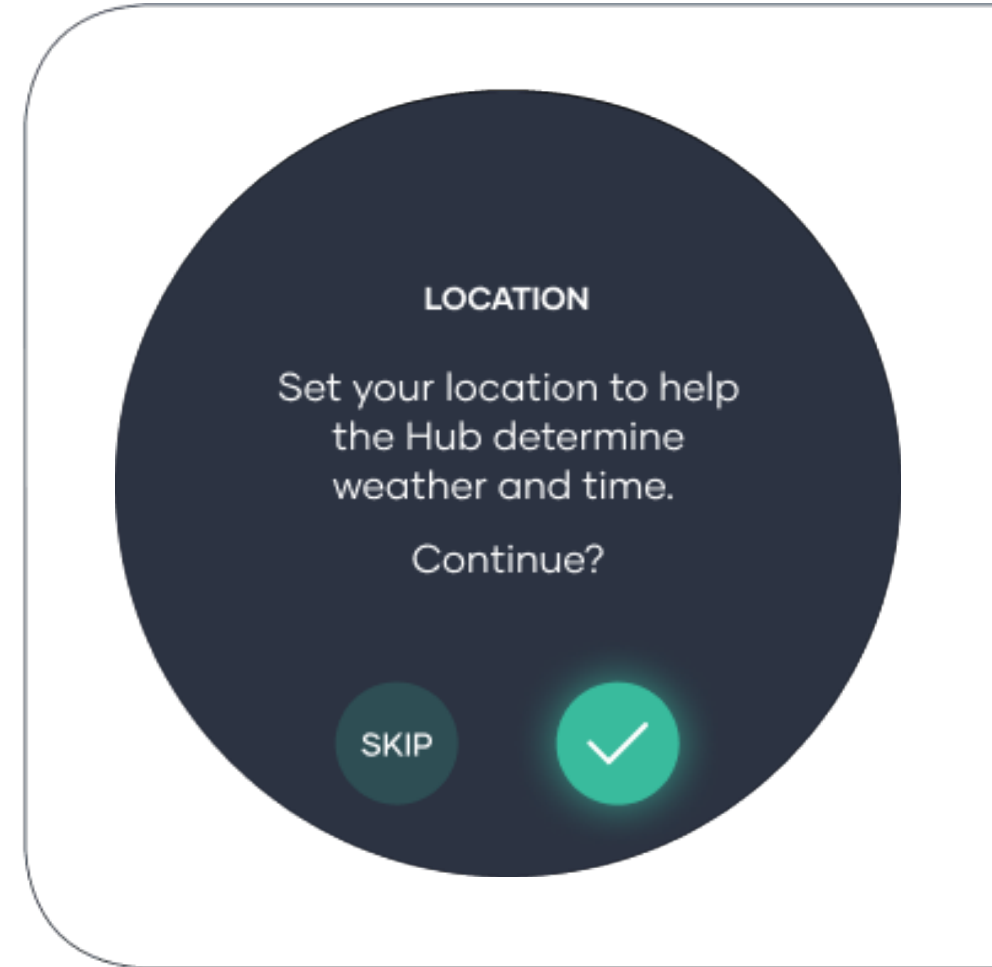 LOCATION
Set your location to help
the Hub determine
weather and time.
Continue?
SKIP